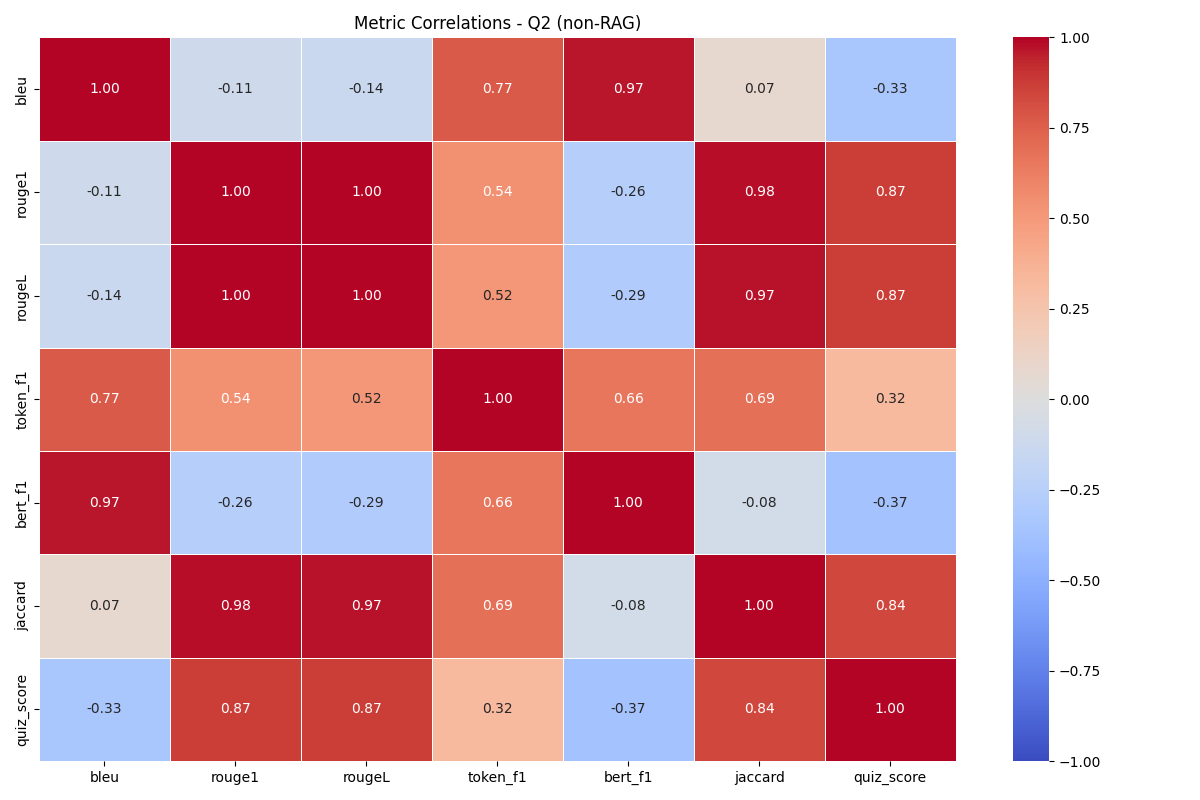 Metric Correlations - Q2 (non-RAG)
bleu 1.00 -0.11 -0.14 0.77 0.97 0.07 -0.33
rouge1 -0.11 1.00 1.00 0.54 -0.26 0.98 0.87
rougeL -0.14 1.00 1.00 0.52 -0.29 0.97 0.87
token_f1 0.77 0.54 0.52 1.00 0.66 0.69 0.32
bert_f1 0.97 -0.26 -0.29 0.66 1.00 -0.08 -0.37
jaccard 0.07 0.98 0.97 0.69 -0.08 1.00 0.84
quiz_score -0.33 0.87 0.87 0.32 -0.37 0.84 1.00
bleu rouge1 rougeL token_f1 bert_f1 jaccard quiz_score
1.00
0.75
0.50
0.25
0.00
−0.25
−0.50
−0.75
−1.00